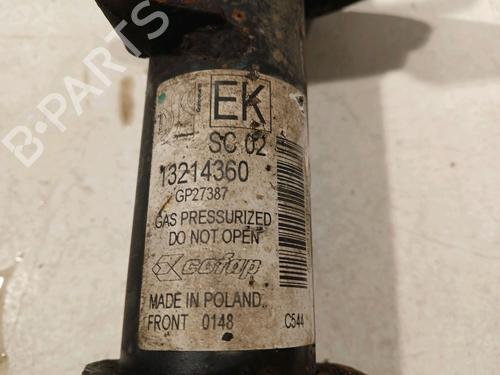 EK
SC 02
13214360
GP27387
GAS PRESSURIZED
DO NOT OPEN
cofap
MADE IN POLAND.
FRONT 0148 C544
B-PARTS